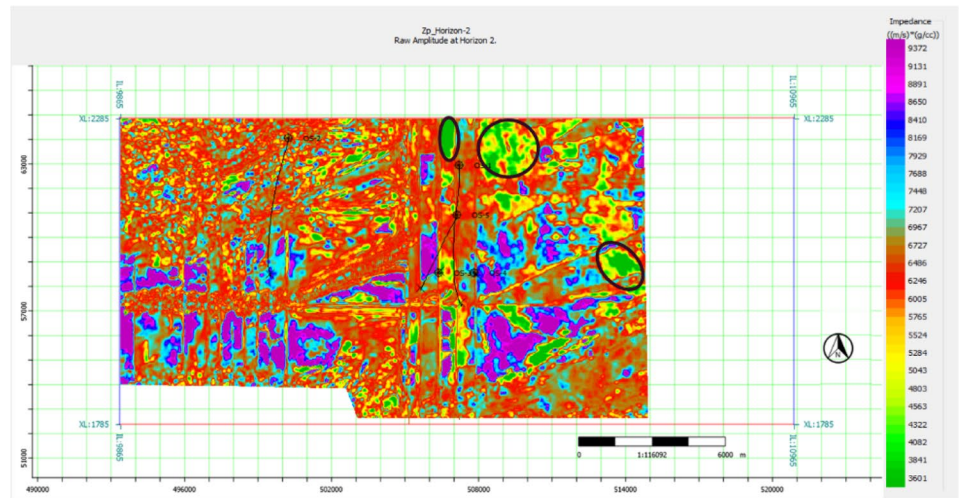 Zp_Horizon-2
Raw Amplitude at Horizon 2.
Impedance
((m/s)*(g/cc))
9372
9131
8891
8650
8410
8169
7929
7688
7448
7207
6967
6727
6486
6246
6005
5765
5524
5284
5043
4803
4563
4322
4082
3841
3601
IL:9865
IL:10965
XL:2285
XL:2285
63000
57000
51000
XL:1785
XL:1785
IL:9865
IL:10965
N
0
1:116092
6000 m
490000
496000
502000
508000
514000
520000